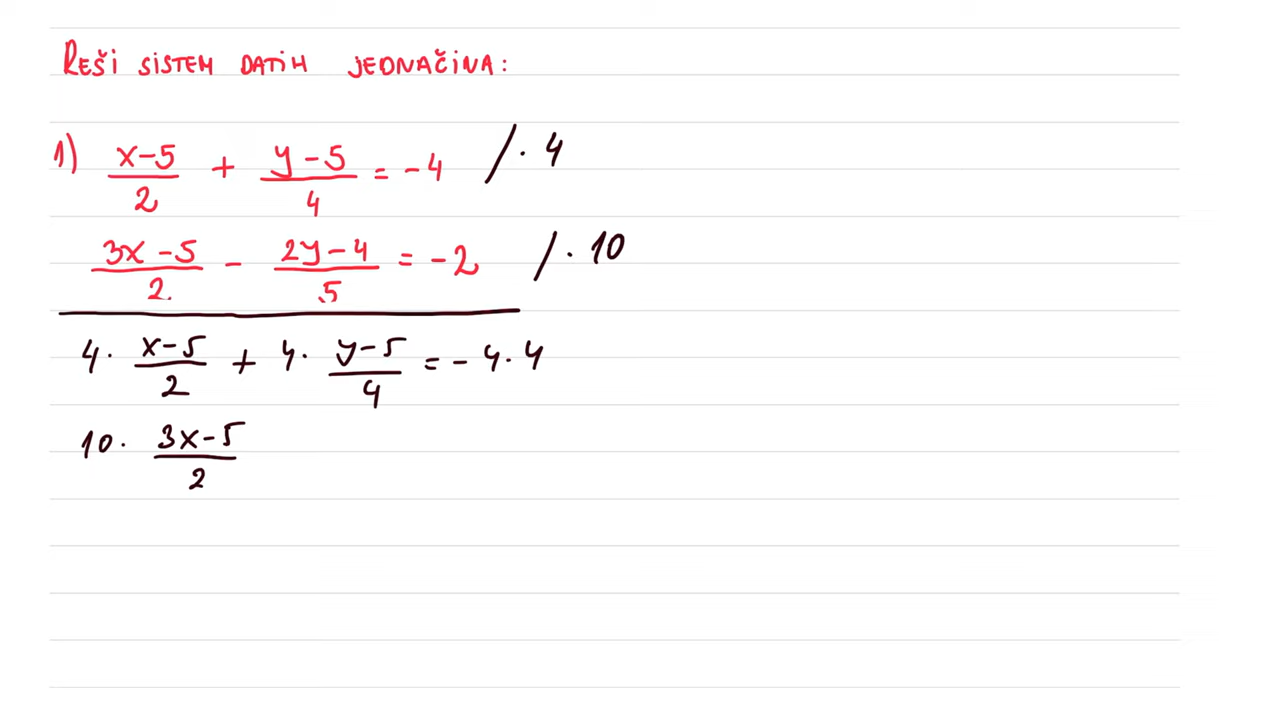 REŠI SISTEM DATIH JEDNAČINA:
1) x-5/2 + y-5/4 = -4 /·4
3x-5/2 - 2y-4/5 = -2 /·10
4· x-5/2 + 4· y-5/4 = -4·4
10· 3x-5/2